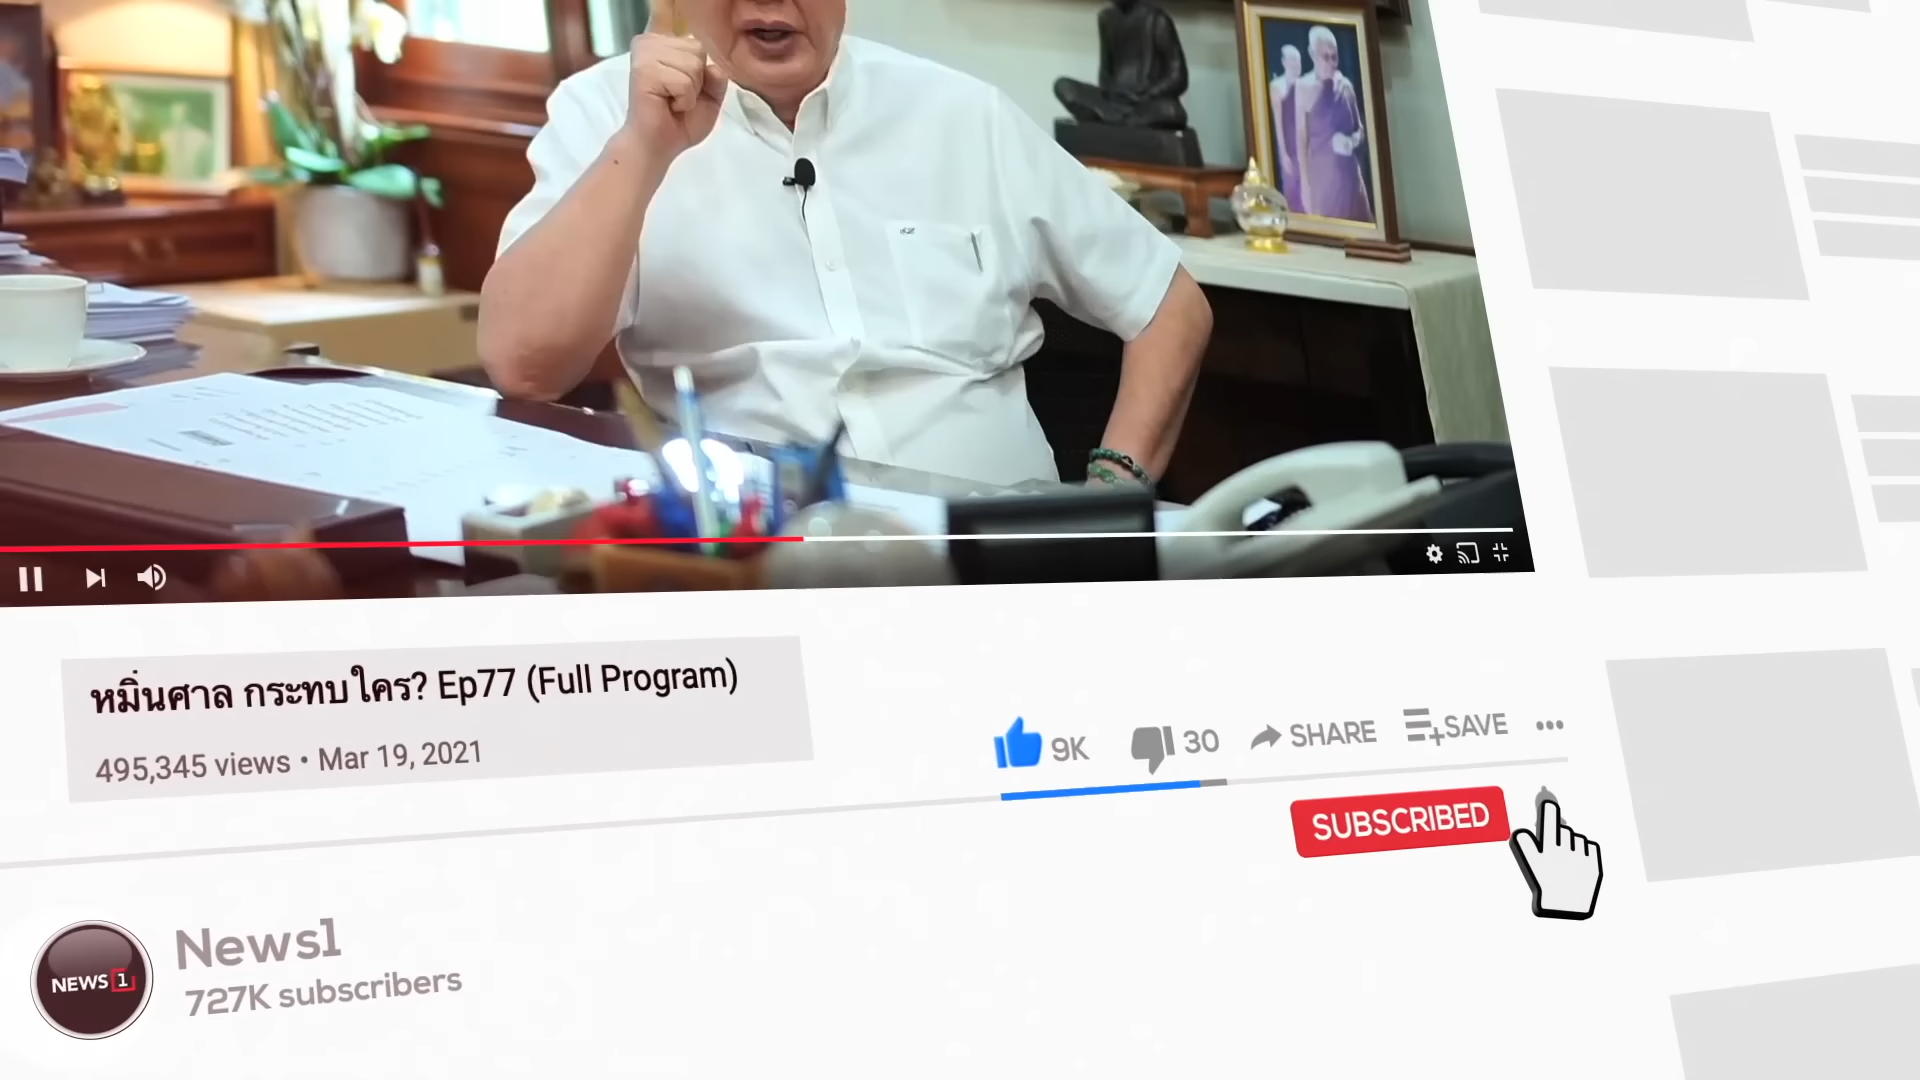 หมิ่นศาล กระทบใคร? Ep77 (Full Program)
495,345 views • Mar 19, 2021
9K
30
SHARE
SAVE
SUBSCRIBED
NEWS 1
News1
727K subscribers